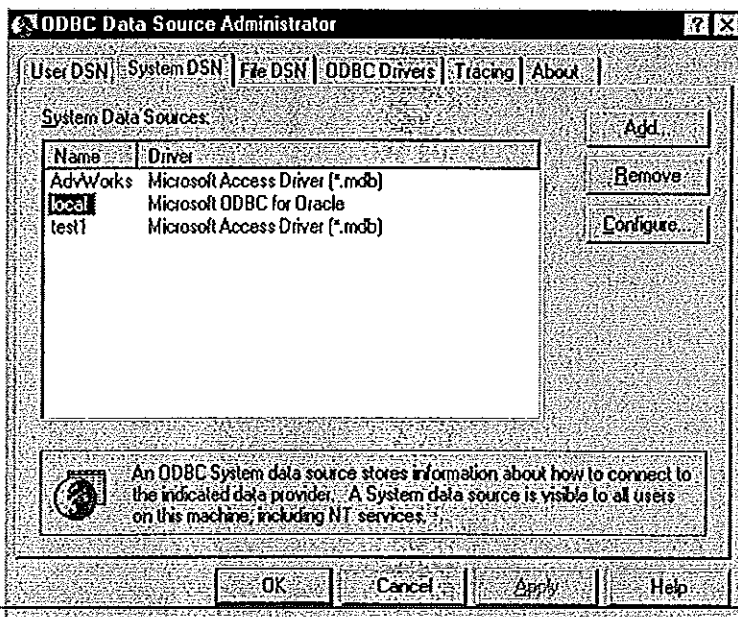 ODBC Data Source Administrator
User DSN System DSN File DSN ODBC Drivers Tracing About
System Data Sources:
Add...
Name Driver
AdvWorks Microsoft Access Driver (*.mdb)
Remove
local Microsoft ODBC for Oracle
test1 Microsoft Access Driver (*.mdb)
Configure...
An ODBC System data source stores information about how to connect to
the indicated data provider. A System data source is visible to all users
on this machine, including NT services.
OK Cancel Apply Help